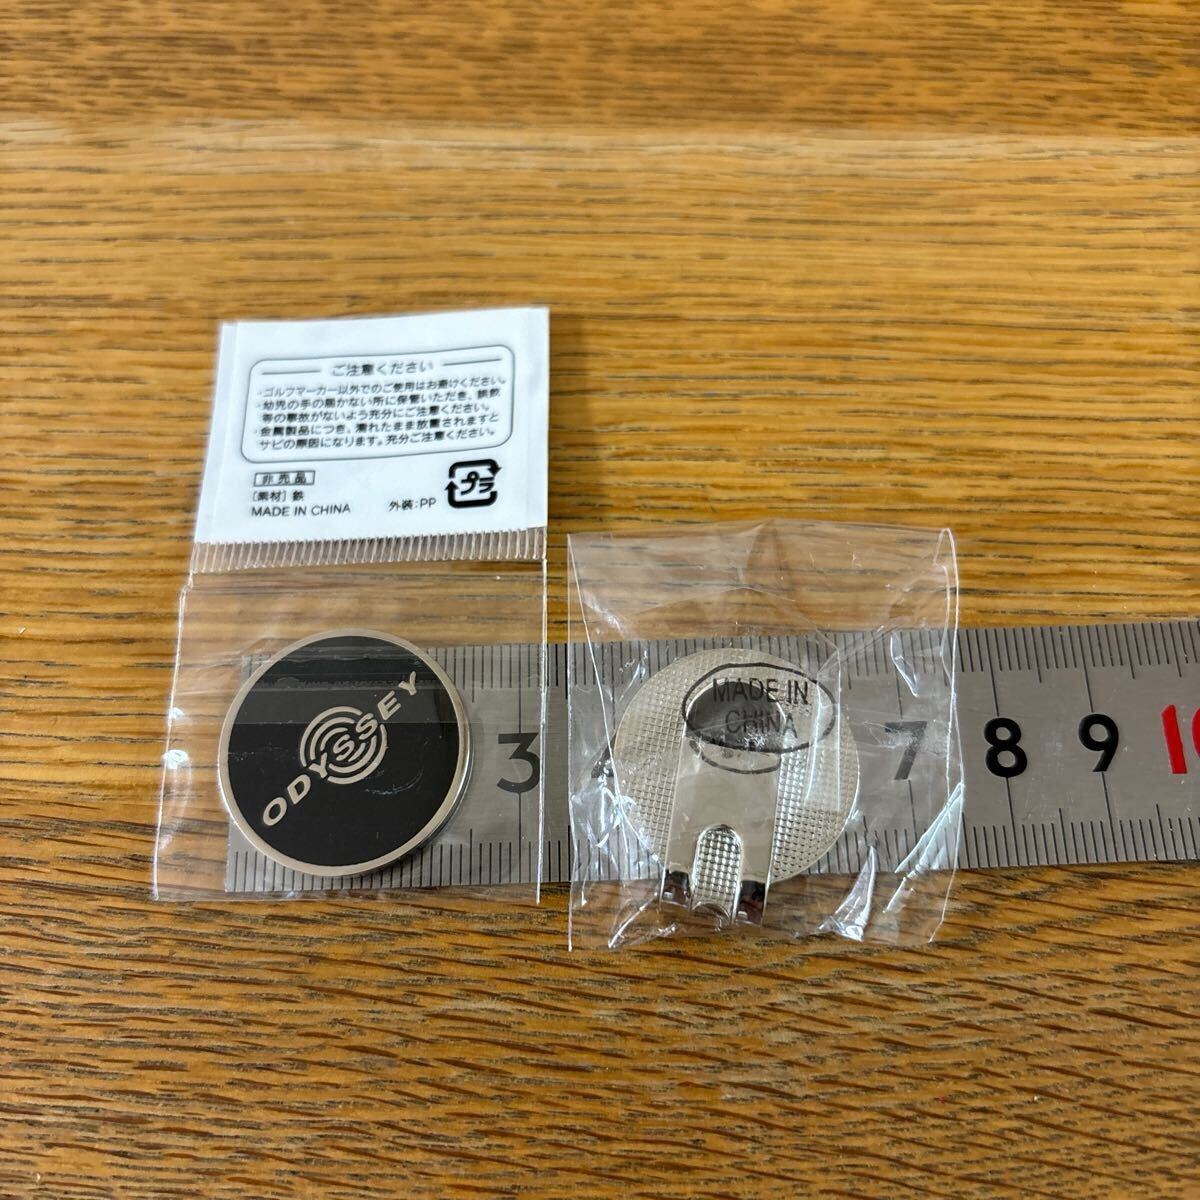 ご注意ください
・ゴルフマーカー以外でのご使用はお避けください。
・幼児の手の届かない所に保管いただき、誤飲
等の事故がないよう充分にご注意ください。
・金属製品につき、濡れたまま放置されますと
サビの原因になります。充分ご注意ください。
非売品
［素材］鉄
MADE IN CHINA
外装:PP
プラ
ODYSSEY
MADE IN
CHINA
3 4 7 8 9 10